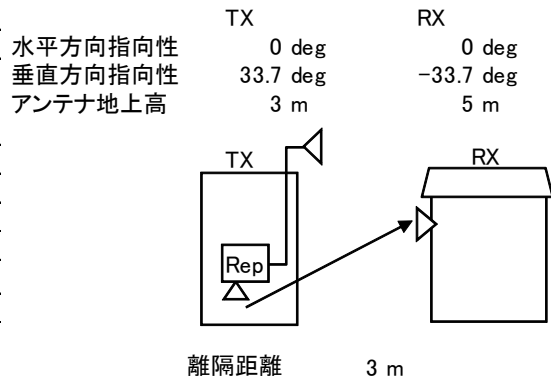 TX RX
水平方向指向性 0 deg 0 deg
垂直方向指向性 33.7 deg -33.7 deg
アンテナ地上高 3 m 5 m
TX RX
Rep
離隔距離 3 m